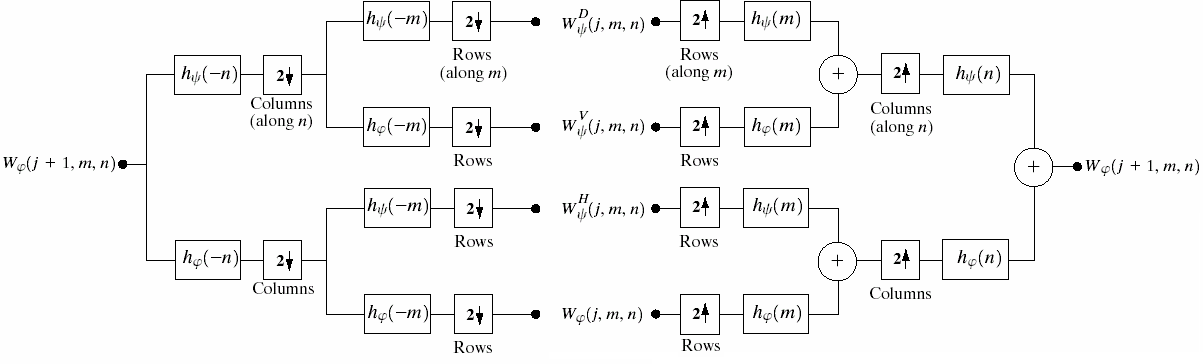 h_ψ(−m) 2↓ W_ψ^D(j, m, n) 2↑ h_ψ(m)
Rows
(along m)
Rows
(along m)
h_ψ(−n) 2↓ + 2↑ h_ψ(n)
Columns
(along n)
Columns
(along n)
h_φ(−m) 2↓ W_ψ^V(j, m, n) 2↑ h_φ(m)
Rows Rows
W_φ(j + 1, m, n) + W_φ(j + 1, m, n)
h_ψ(−m) 2↓ W_ψ^H(j, m, n) 2↑ h_ψ(m)
Rows Rows
h_φ(−n) 2↓ + 2↑ h_φ(n)
Columns Columns
h_φ(−m) 2↓ W_φ(j, m, n) 2↑ h_φ(m)
Rows Rows